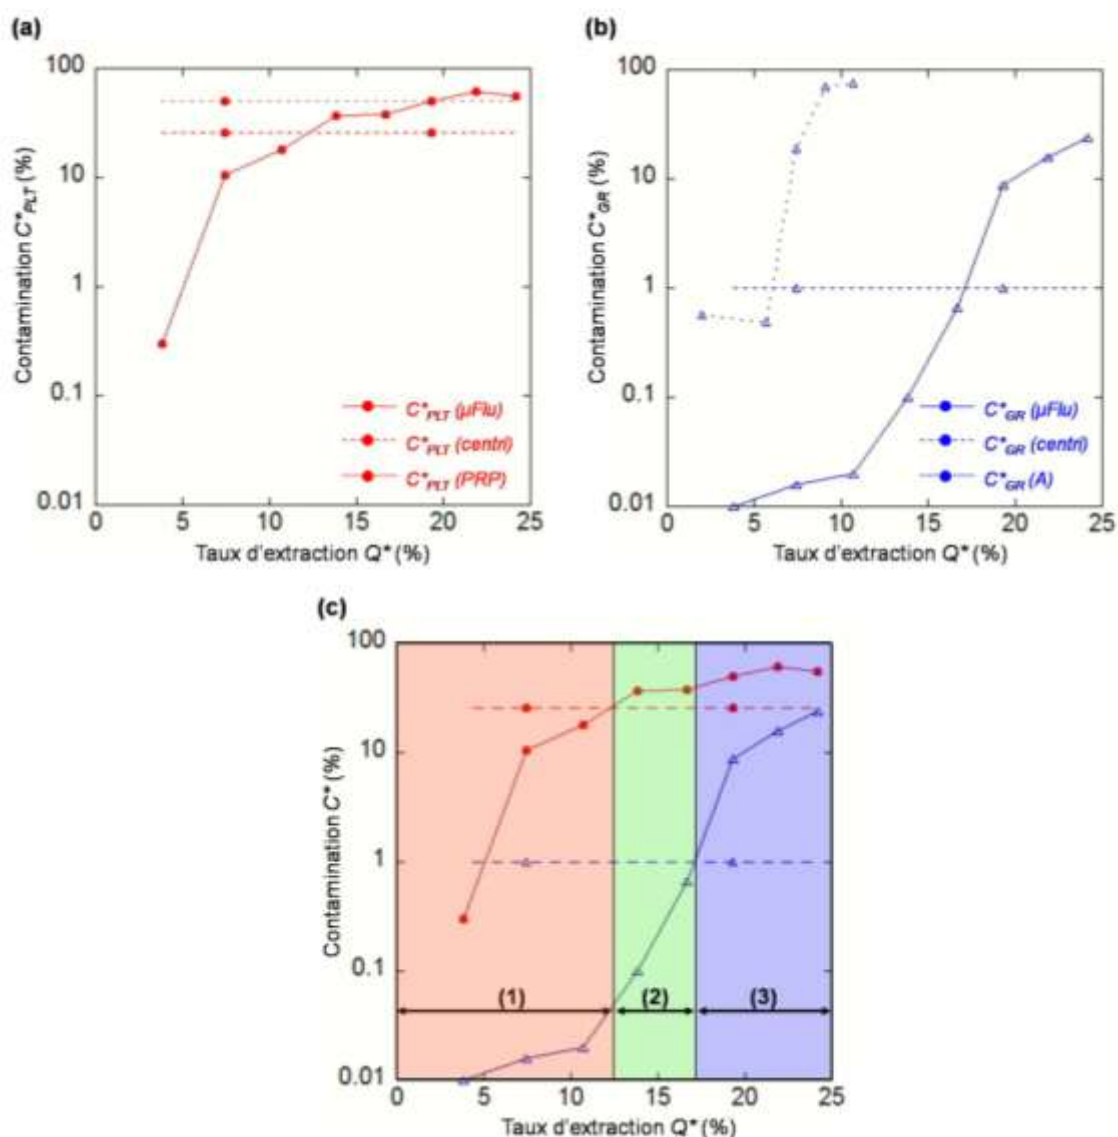 (a)
Contamination C*PLT (%)
100
10
1
0.1
0.01
0 5 10 15 20 25
Taux d'extraction Q* (%)
C*PLT (µFlu)
C*PLT (centri)
C*PLT (PRP)
(b)
Contamination C*GR (%)
100
10
1
0.1
0.01
0 5 10 15 20 25
Taux d'extraction Q* (%)
C*GR (µFlu)
C*GR (centri)
C*GR (A)
(c)
Contamination C* (%)
100
10
1
0.1
0.01
(1) (2) (3)
0 5 10 15 20 25
Taux d'extraction Q* (%)